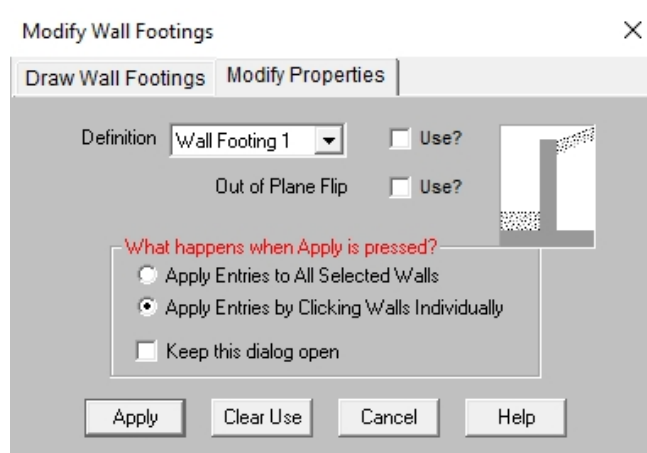 Modify Wall Footings
Draw Wall Footings Modify Properties
Definition Wall Footing 1 Use?
Out of Plane Flip Use?
What happens when Apply is pressed?
Apply Entries to All Selected Walls
Apply Entries by Clicking Walls Individually
Keep this dialog open
Apply Clear Use Cancel Help